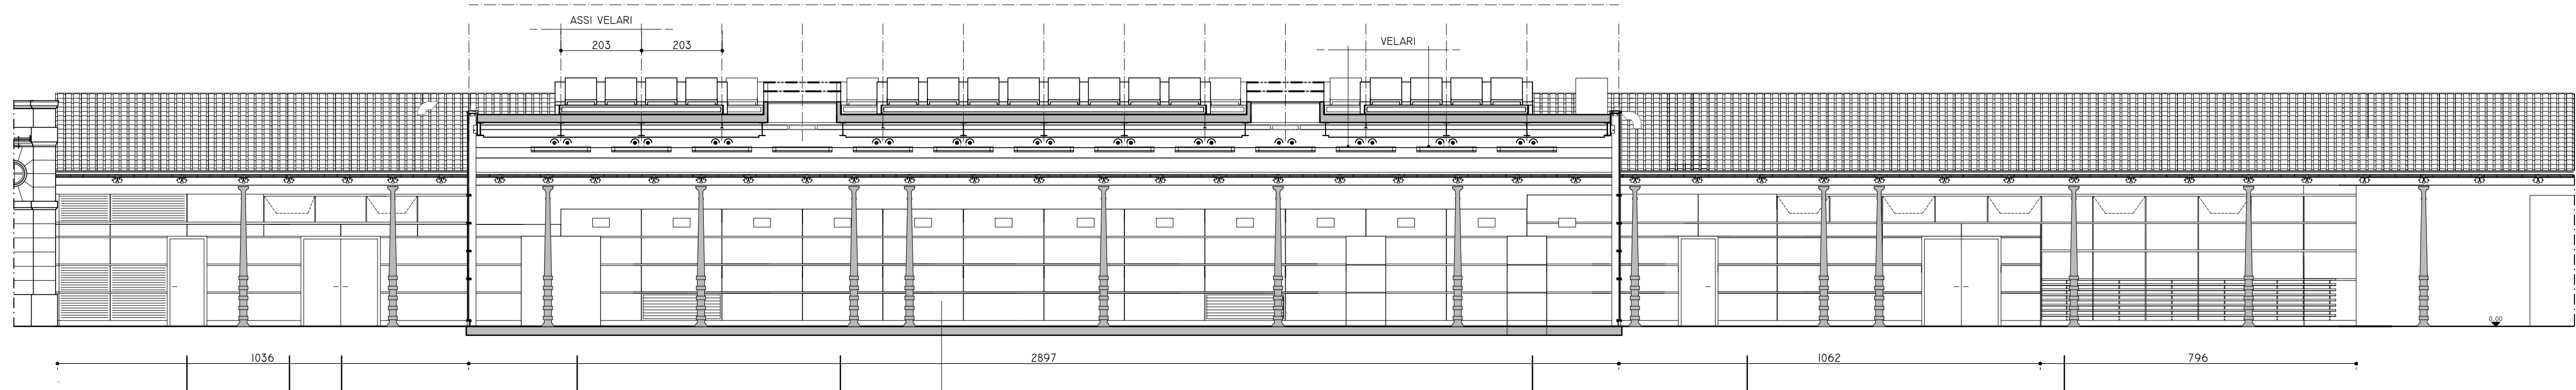 ASSI VELARI
203 203
VELARI
0.00
1036 2897 1062 796